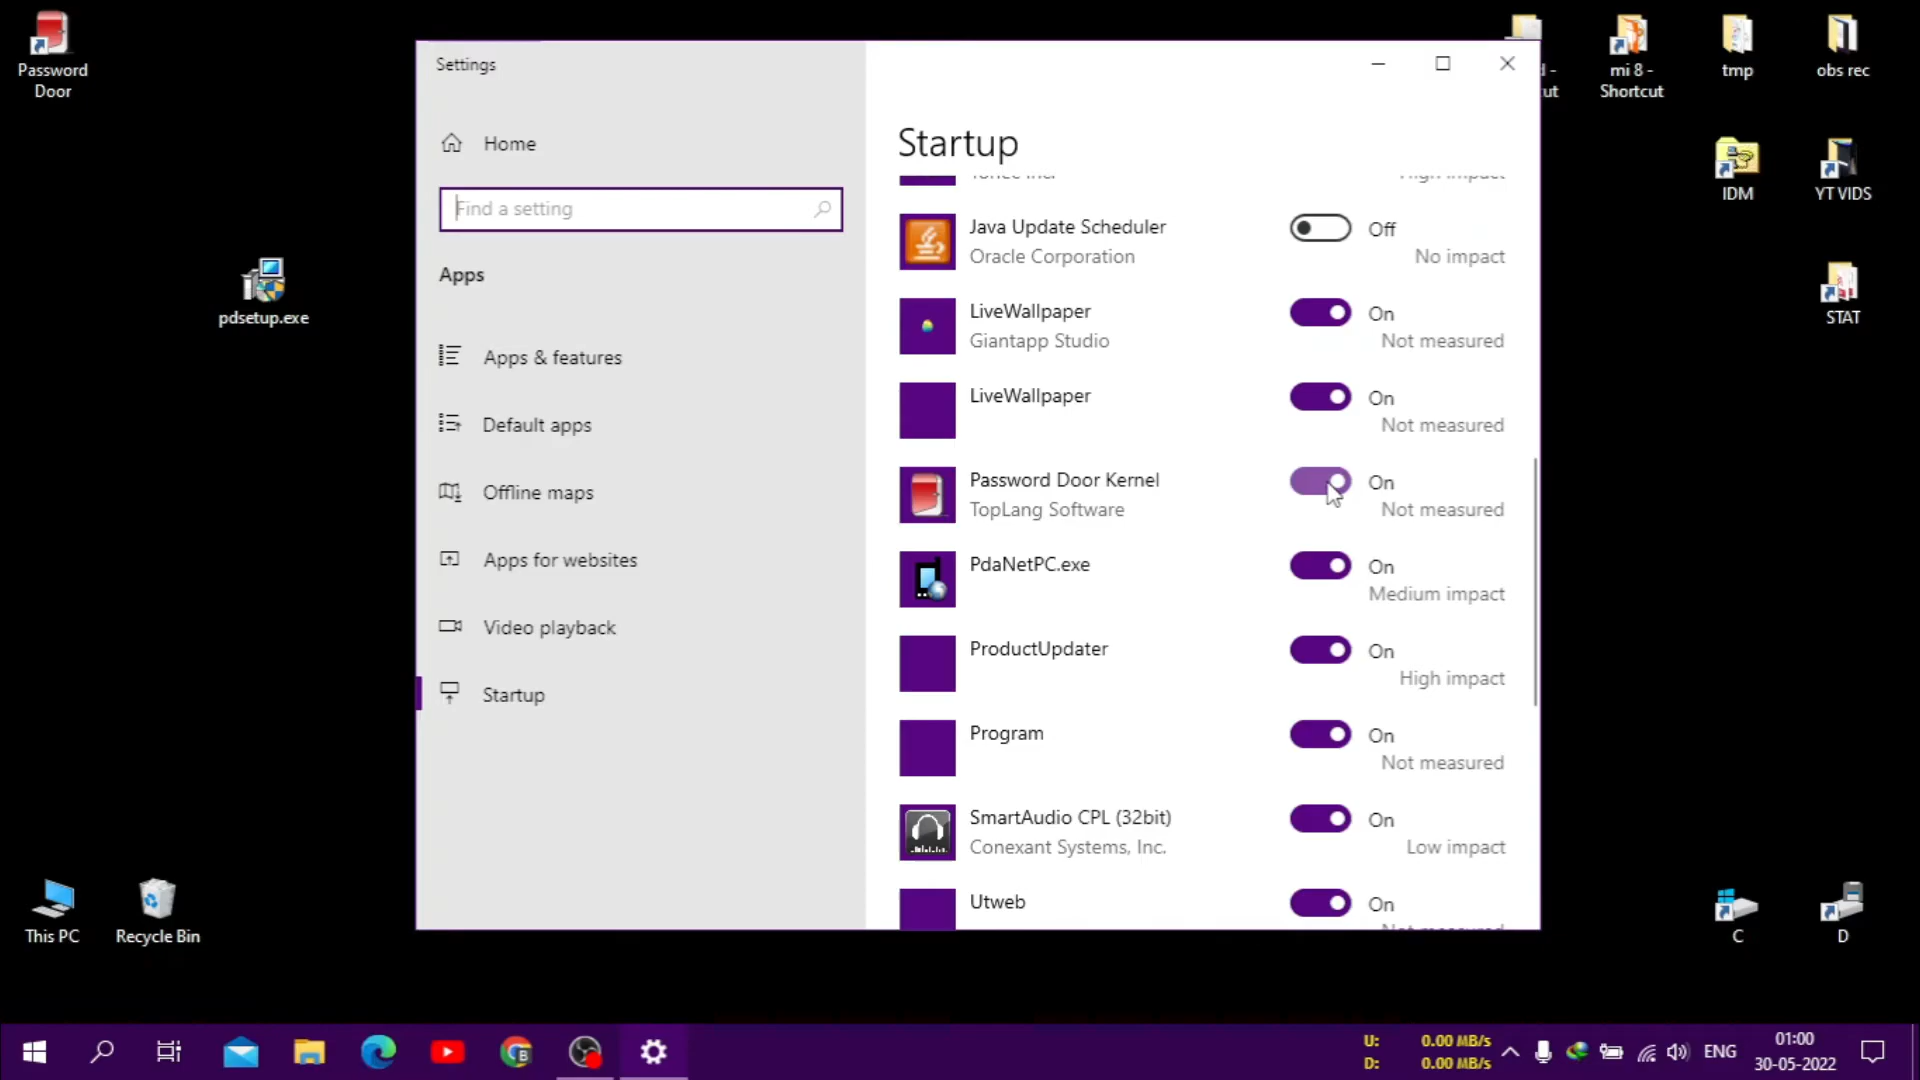 Password
Door
pdsetup.exe
This PC
Recycle Bin
Settings
Home
Find a setting
Apps
Apps & features
Default apps
Offline maps
Apps for websites
Video playback
Startup
Startup
High impact
Java Update Scheduler
Off
Oracle Corporation
No impact
LiveWallpaper
On
Giantapp Studio
Not measured
LiveWallpaper
On
Not measured
Password Door Kernel
On
TopLang Software
Not measured
PdaNetPC.exe
On
Medium impact
ProductUpdater
On
High impact
Program
On
Not measured
SmartAudio CPL (32bit)
On
Conexant Systems, Inc.
Low impact
Utweb
On
Not measured
mi 8 -
Shortcut
tmp
obs rec
IDM
YT VIDS
STAT
C
D
U: 0.00 MB/s
D: 0.00 MB/s
ENG
01:00
30-05-2022